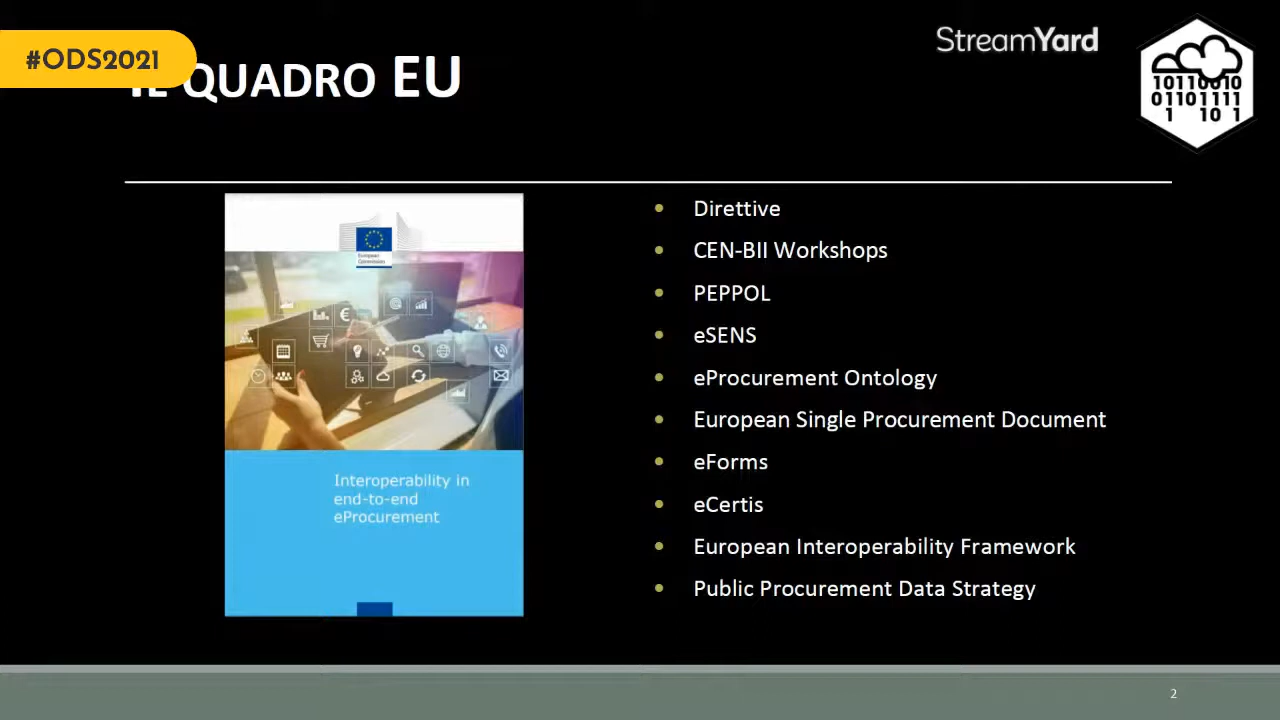 #ODS2021
StreamYard
IL QUADRO EU
10110010
01101111
1 10 1
European
Commission
Interoperability in
end-to-end
eProcurement
Direttive
CEN-BII Workshops
PEPPOL
eSENS
eProcurement Ontology
European Single Procurement Document
eForms
eCertis
European Interoperability Framework
Public Procurement Data Strategy
2